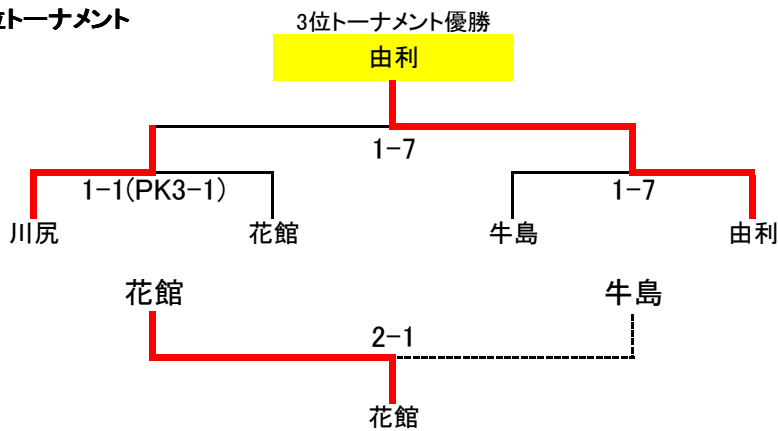 位トーナメント
3位トーナメント優勝
由利
1-7
1-1(PK3-1)
1-7
川尻
花館
牛島
由利
花館
牛島
2-1
花館